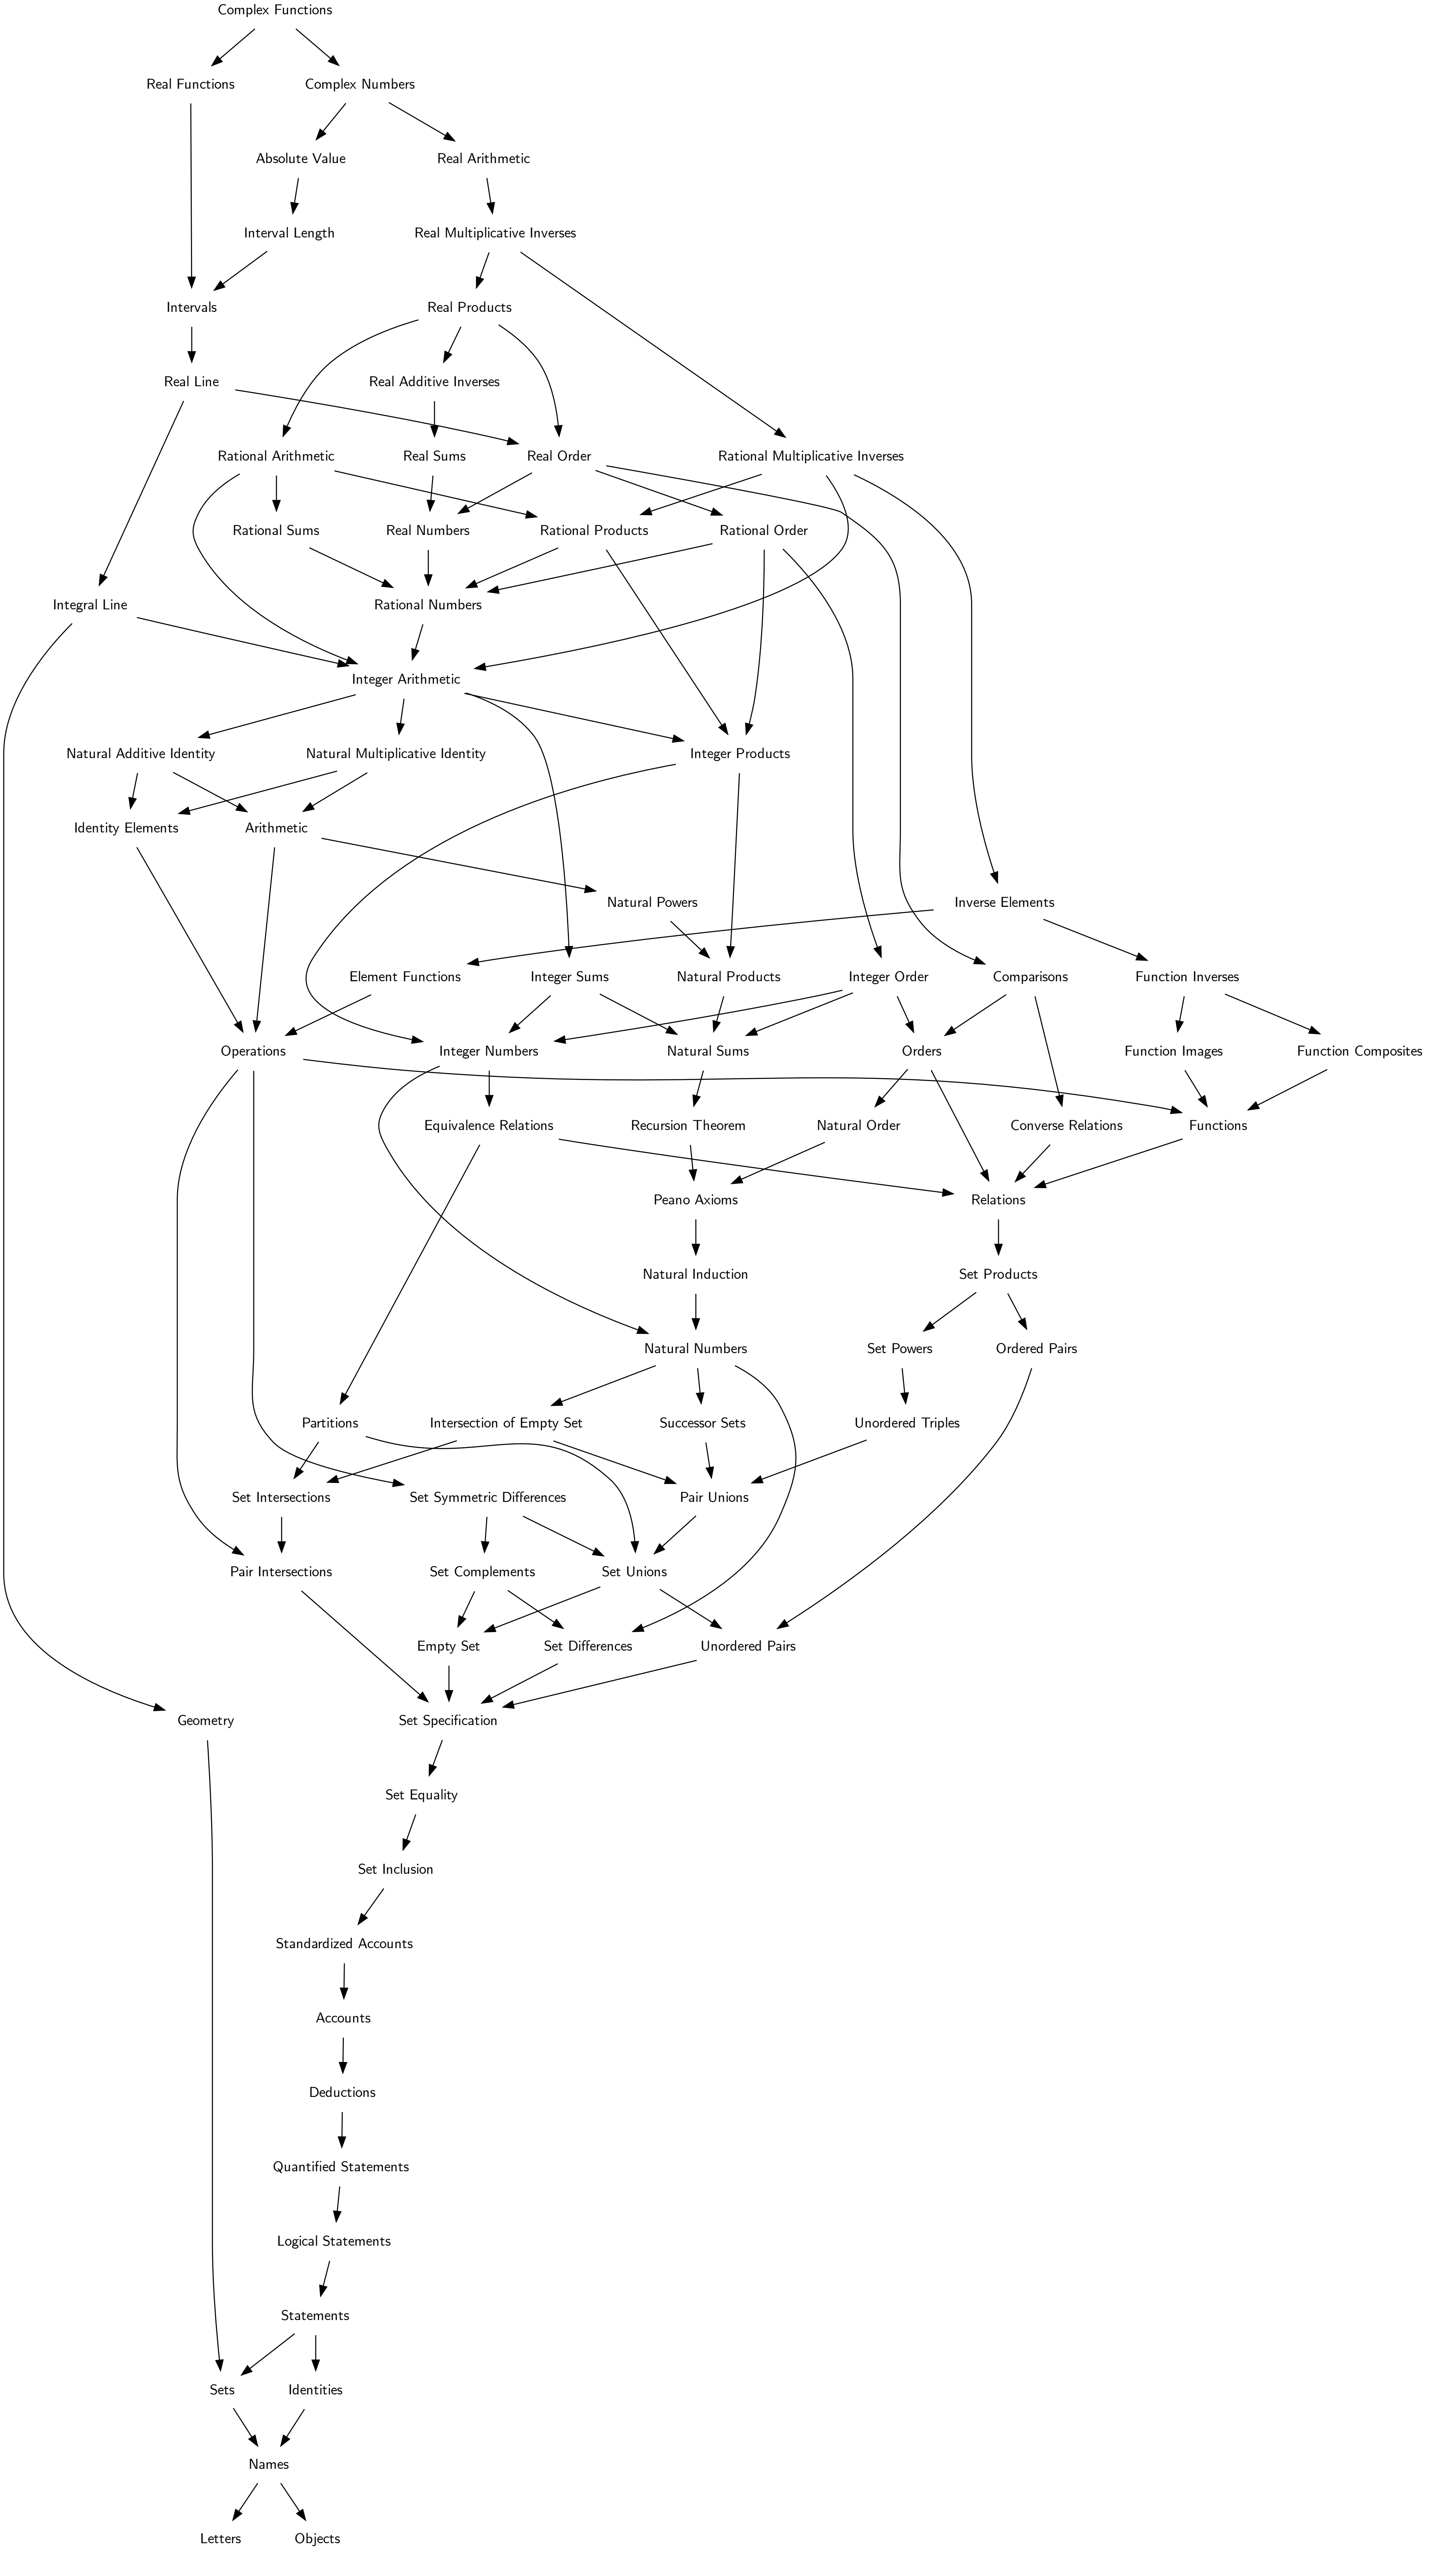 Complex Functions
Real Functions
Complex Numbers
Absolute Value
Real Arithmetic
Interval Length
Real Multiplicative Inverses
Intervals
Real Products
Real Line
Real Additive Inverses
Rational Arithmetic
Real Sums
Real Order
Rational Multiplicative Inverses
Rational Sums
Real Numbers
Rational Products
Rational Order
Integral Line
Rational Numbers
Integer Arithmetic
Natural Additive Identity
Natural Multiplicative Identity
Integer Products
Identity Elements
Arithmetic
Natural Powers
Inverse Elements
Element Functions
Integer Sums
Natural Products
Integer Order
Comparisons
Function Inverses
Operations
Integer Numbers
Natural Sums
Orders
Function Images
Function Composites
Equivalence Relations
Recursion Theorem
Natural Order
Converse Relations
Functions
Peano Axioms
Relations
Natural Induction
Set Products
Natural Numbers
Set Powers
Ordered Pairs
Partitions
Intersection of Empty Set
Successor Sets
Unordered Triples
Set Intersections
Set Symmetric Differences
Pair Unions
Pair Intersections
Set Complements
Set Unions
Empty Set
Set Differences
Unordered Pairs
Geometry
Set Specification
Set Equality
Set Inclusion
Standardized Accounts
Accounts
Deductions
Quantified Statements
Logical Statements
Statements
Sets
Identities
Names
Letters
Objects